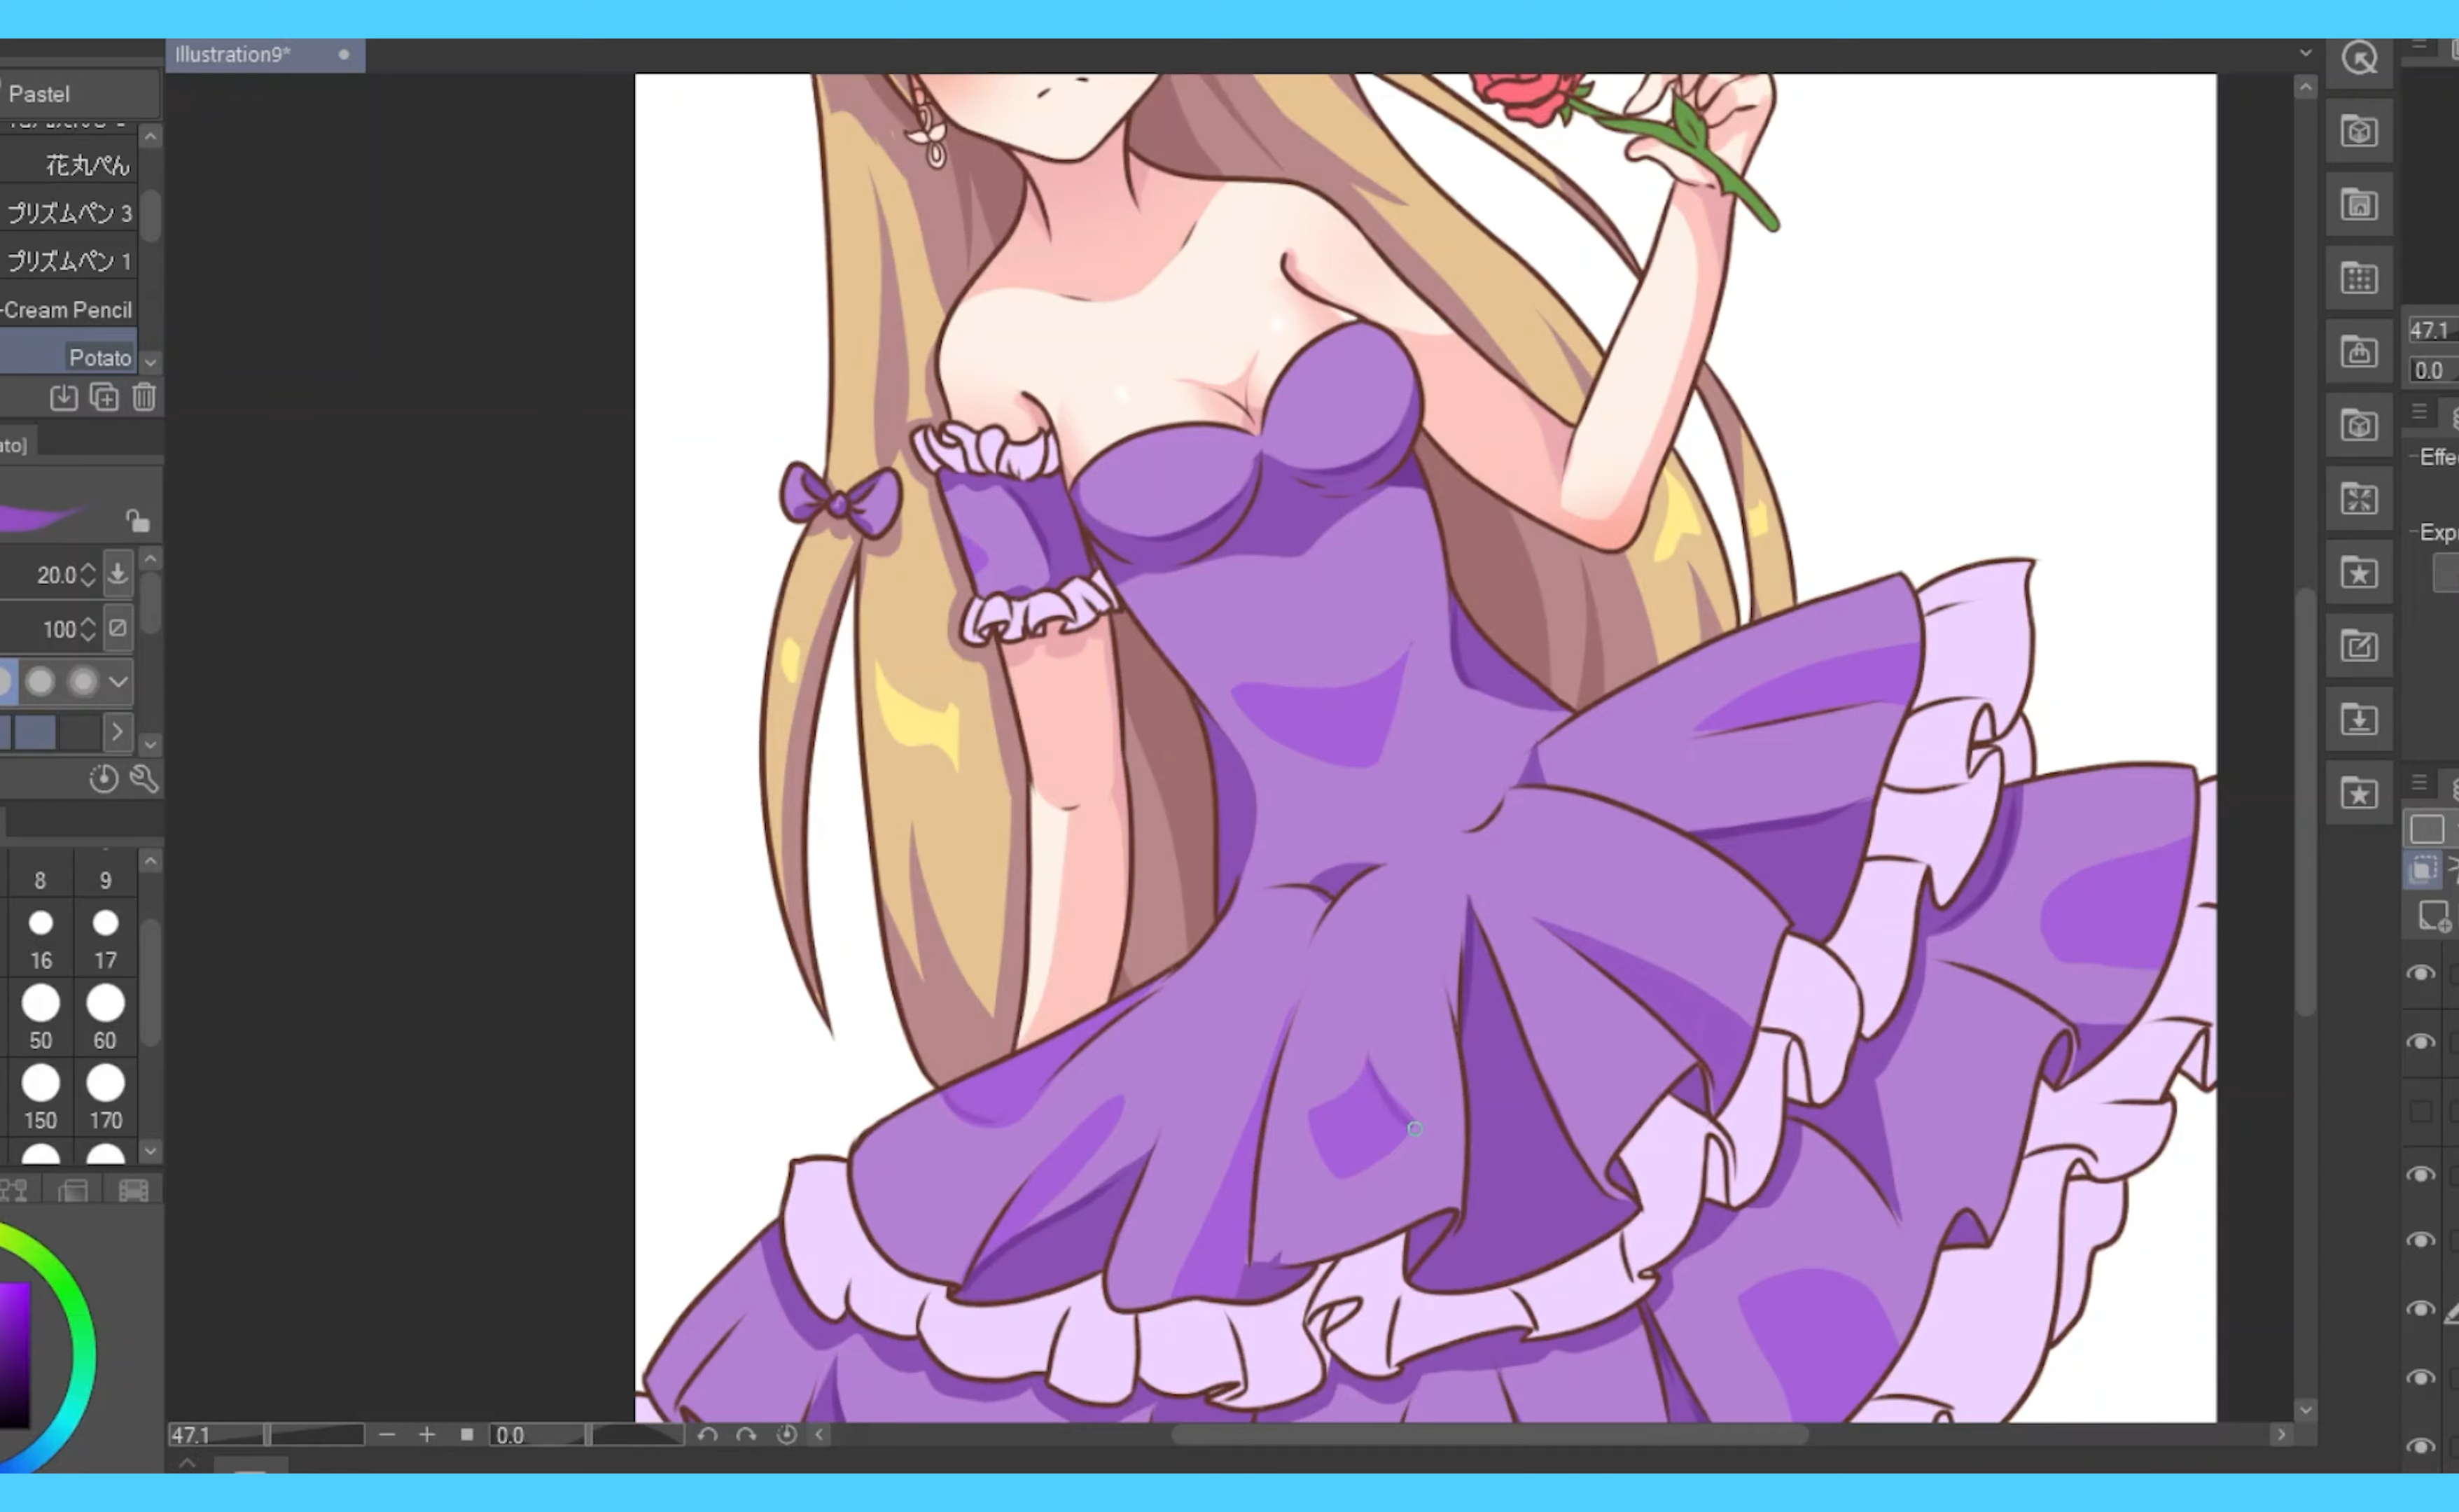 Illustration9*
Pastel
花丸ぺん
プリズムペン 3
プリズムペン 1
-Cream Pencil
Potato
ato]
20.0
100
8 9
16 17
50 60
150 170
47.1
0.0
47.1
0.0
Effe
Exp